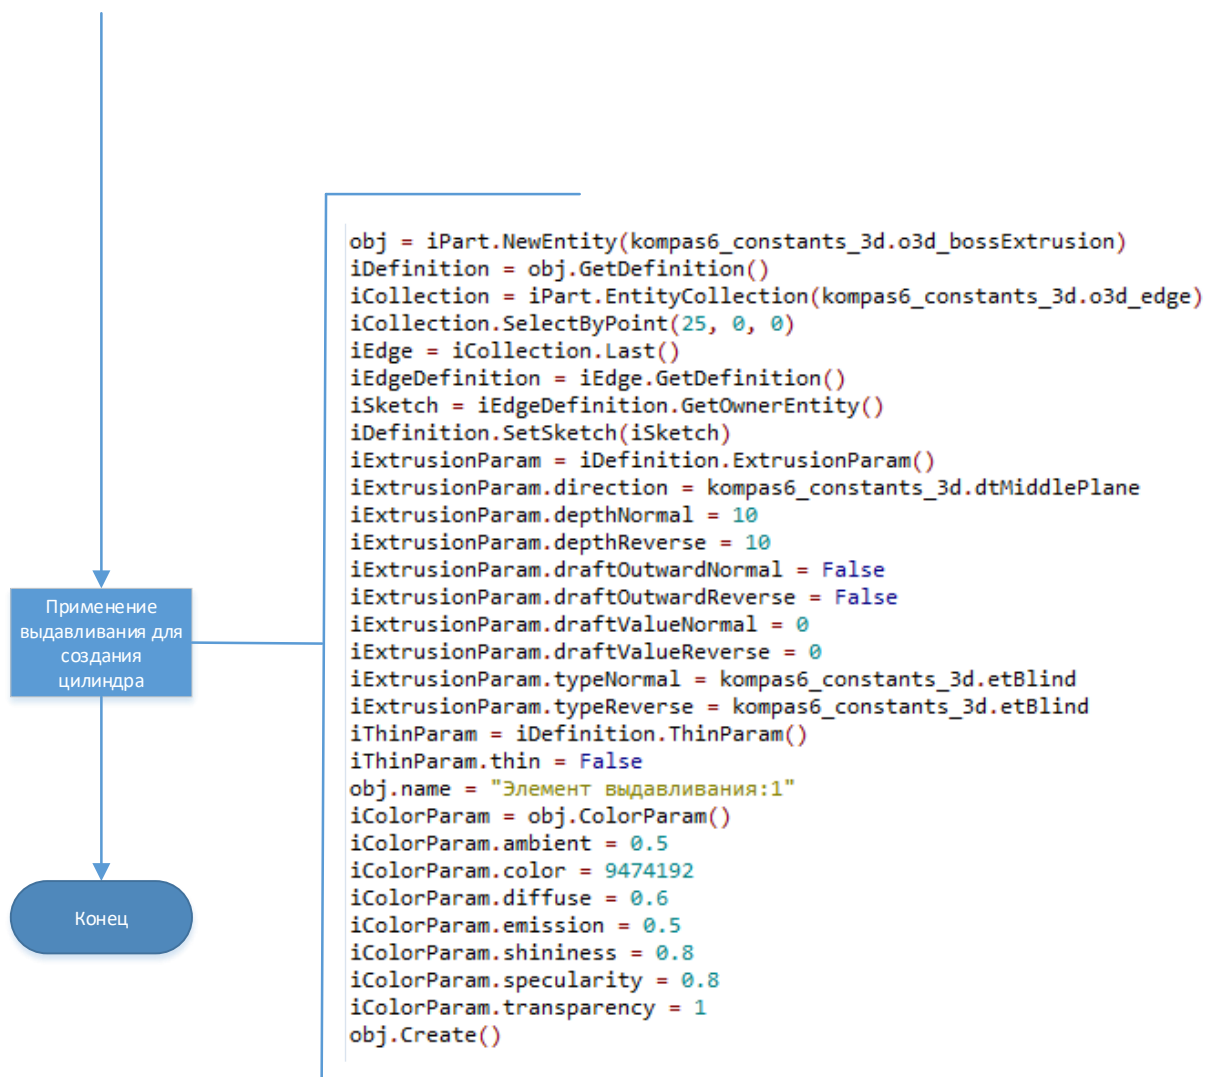 obj = iPart.NewEntity(kompas6_constants_3d.o3d_bossExtrusion)
iDefinition = obj.GetDefinition()
iCollection = iPart.EntityCollection(kompas6_constants_3d.o3d_edge)
iCollection.SelectByPoint(25, 0, 0)
iEdge = iCollection.Last()
iEdgeDefinition = iEdge.GetDefinition()
iSketch = iEdgeDefinition.GetOwnerEntity()
iDefinition.SetSketch(iSketch)
iExtrusionParam = iDefinition.ExtrusionParam()
iExtrusionParam.direction = kompas6_constants_3d.dtMiddlePlane
iExtrusionParam.depthNormal = 10
iExtrusionParam.depthReverse = 10
iExtrusionParam.draftOutwardNormal = False
iExtrusionParam.draftOutwardReverse = False
iExtrusionParam.draftValueNormal = 0
iExtrusionParam.draftValueReverse = 0
iExtrusionParam.typeNormal = kompas6_constants_3d.etBlind
iExtrusionParam.typeReverse = kompas6_constants_3d.etBlind
iThinParam = iDefinition.ThinParam()
iThinParam.thin = False
obj.name = "Элемент выдавливания:1"
iColorParam = obj.ColorParam()
iColorParam.ambient = 0.5
iColorParam.color = 9474192
iColorParam.diffuse = 0.6
iColorParam.emission = 0.5
iColorParam.shininess = 0.8
iColorParam.specularity = 0.8
iColorParam.transparency = 1
obj.Create()
Применение
выдавливания для
создания
цилиндра
Конец